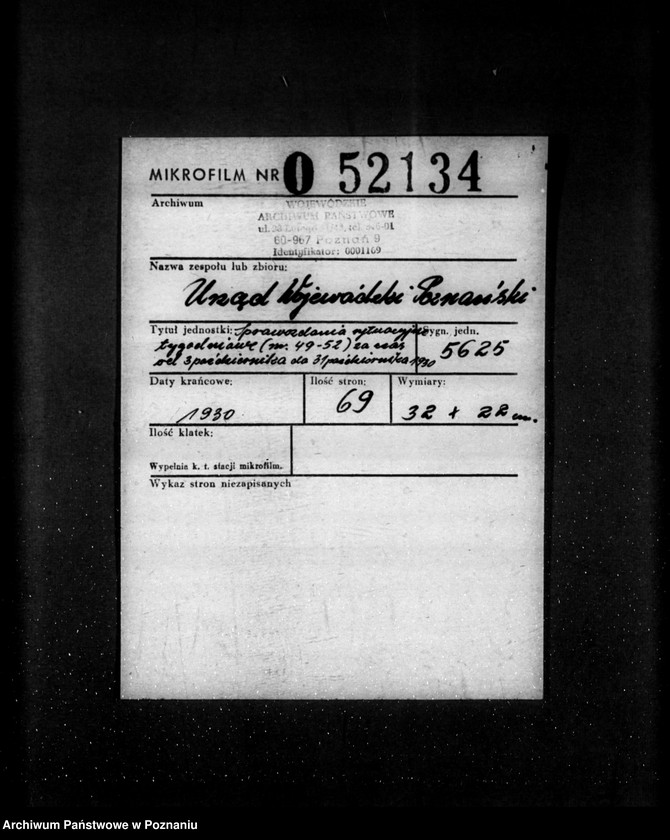 MIKROFILM NR 0 52134
Archiwum
WOJEWÓDZKIE
ARCHIWUM PAŃSTWOWE
60-967 Poznań 9
Identyfikator: 0001169
Nazwa zespołu lub zbioru:
Urząd Wojewódzki Poznański
Tytuł jednostki: Sprawozdania sytuacyjne
tygodniowe (nr. 49-52) za czas
od 3 października do 31 października 1930
Sygn. jedn.
5625
Daty krańcowe:
1930
Ilość stron:
69
Wymiary:
32 x 22 cm.
Ilość klatek:
Wypełnia k. t. stacji mikrofilm.
Wykaz stron niezapisanych
Archiwum Państwowe w Poznaniu